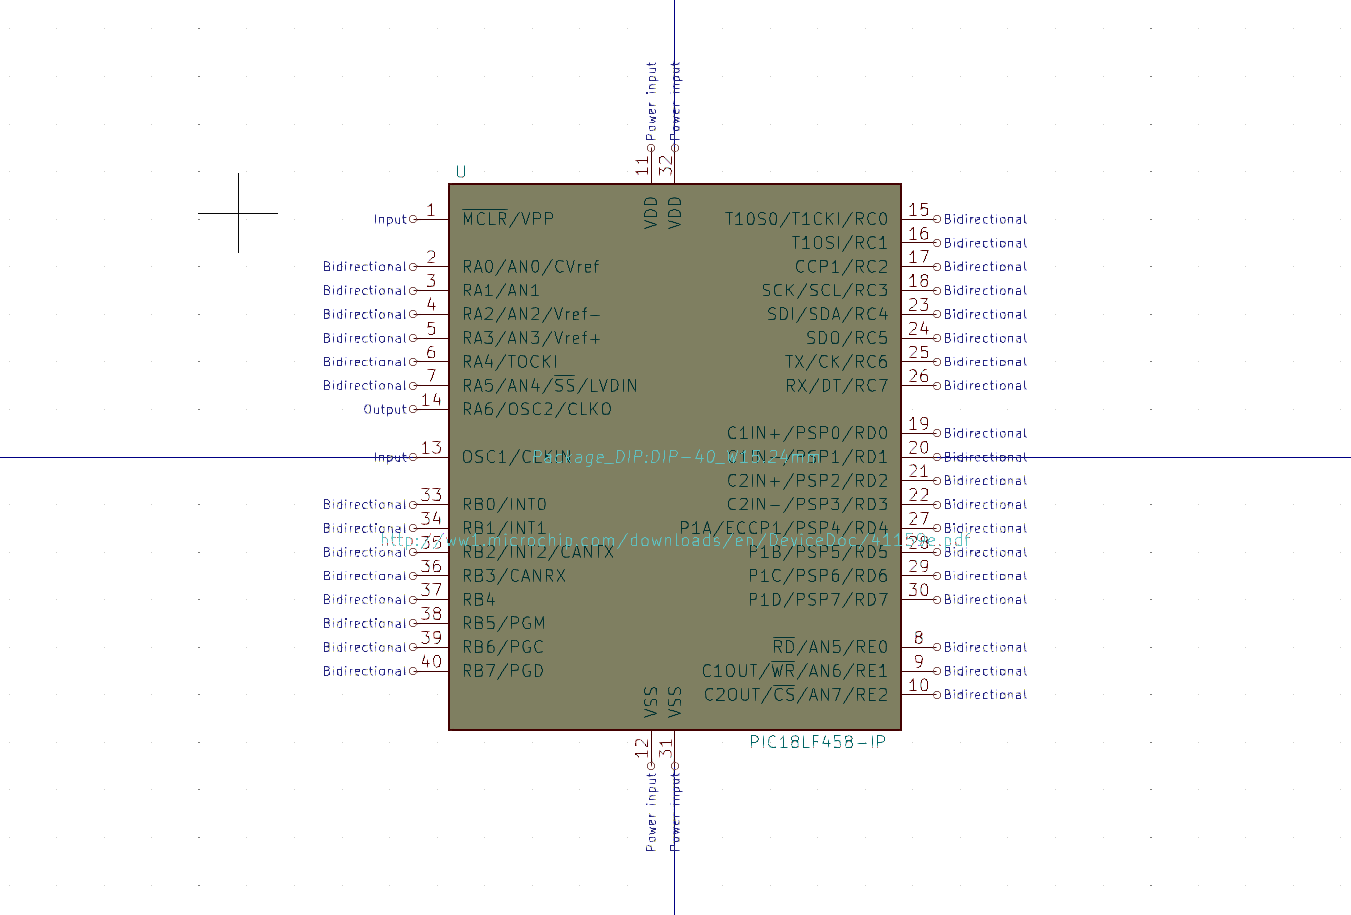 Power input
Power input
11
32
U
VDD
VDD
Input 1 MCLR/VPP
T1OSO/T1CKI/RC0 15 Bidirectional
T1OSI/RC1 16 Bidirectional
Bidirectional 2 RA0/AN0/CVref
CCP1/RC2 17 Bidirectional
Bidirectional 3 RA1/AN1
SCK/SCL/RC3 18 Bidirectional
Bidirectional 4 RA2/AN2/Vref-
SDI/SDA/RC4 23 Bidirectional
Bidirectional 5 RA3/AN3/Vref+
SDO/RC5 24 Bidirectional
Bidirectional 6 RA4/TOCKI
TX/CK/RC6 25 Bidirectional
Bidirectional 7 RA5/AN4/SS/LVDIN
RX/DT/RC7 26 Bidirectional
Output 14 RA6/OSC2/CLKO
C1IN+/PSP0/RD0 19 Bidirectional
Input 13 OSC1/CLKIN
Package_DIP:DIP-40_W15.24mm
C1IN-/PSP1/RD1 20 Bidirectional
C2IN+/PSP2/RD2 21 Bidirectional
Bidirectional 33 RB0/INT0
C2IN-/PSP3/RD3 22 Bidirectional
Bidirectional 34 RB1/INT1
P1A/ECCP1/PSP4/RD4 27 Bidirectional
http://ww1.microchip.com/downloads/en/DeviceDoc/41159e.pdf
Bidirectional 35 RB2/INT2/CANTX
P1B/PSP5/RD5 28 Bidirectional
Bidirectional 36 RB3/CANRX
P1C/PSP6/RD6 29 Bidirectional
Bidirectional 37 RB4
P1D/PSP7/RD7 30 Bidirectional
Bidirectional 38 RB5/PGM
Bidirectional 39 RB6/PGC
RD/AN5/RE0 8 Bidirectional
Bidirectional 40 RB7/PGD
C1OUT/WR/AN6/RE1 9 Bidirectional
C2OUT/CS/AN7/RE2 10 Bidirectional
VSS
VSS
PIC18LF458-IP
12
31
Power input
Power input